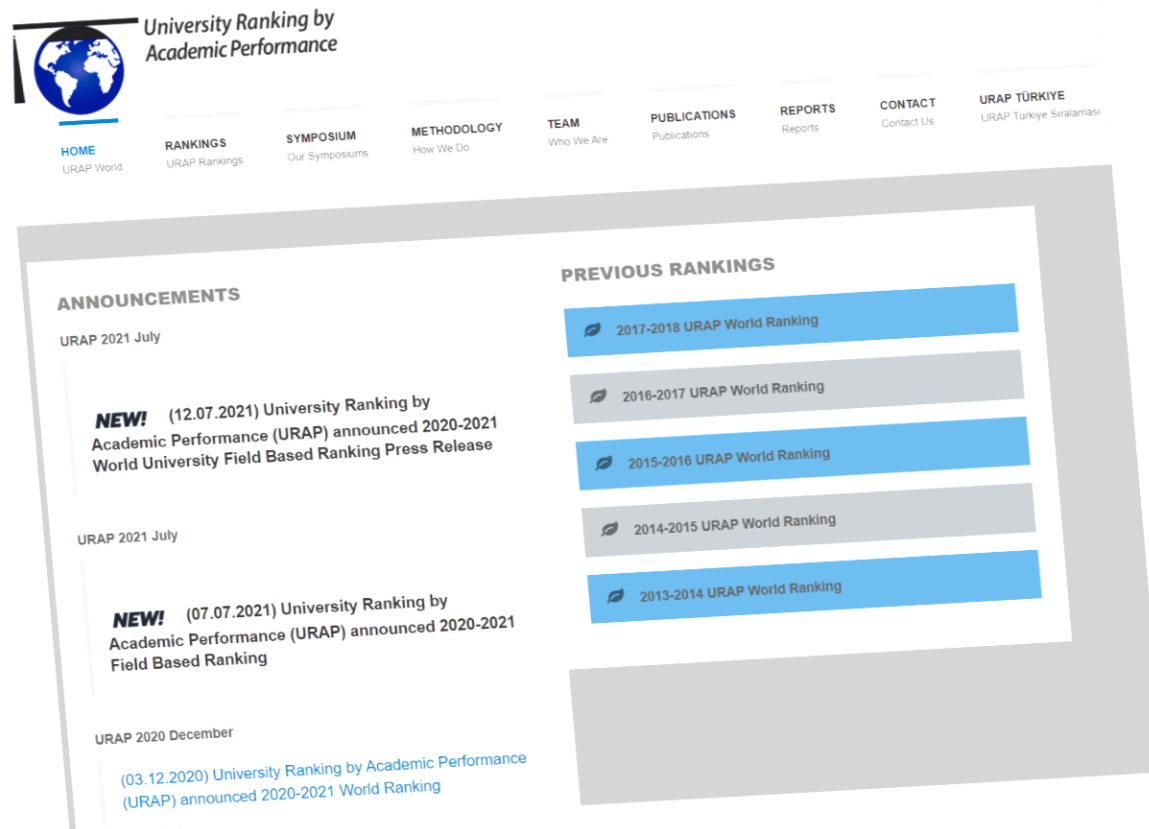 University Ranking by
Academic Performance
HOME
URAP World
RANKINGS
URAP Rankings
SYMPOSIUM
Our Symposiums
METHODOLOGY
How We Do
TEAM
Who We Are
PUBLICATIONS
Publications
REPORTS
Reports
CONTACT
Contact Us
URAP TÜRKIYE
URAP Türkiye Sıralaması
ANNOUNCEMENTS
URAP 2021 July
NEW! (12.07.2021) University Ranking by
Academic Performance (URAP) announced 2020-2021
World University Field Based Ranking Press Release
URAP 2021 July
NEW! (07.07.2021) University Ranking by
Academic Performance (URAP) announced 2020-2021
Field Based Ranking
URAP 2020 December
(03.12.2020) University Ranking by Academic Performance
(URAP) announced 2020-2021 World Ranking
PREVIOUS RANKINGS
2017-2018 URAP World Ranking
2016-2017 URAP World Ranking
2015-2016 URAP World Ranking
2014-2015 URAP World Ranking
2013-2014 URAP World Ranking